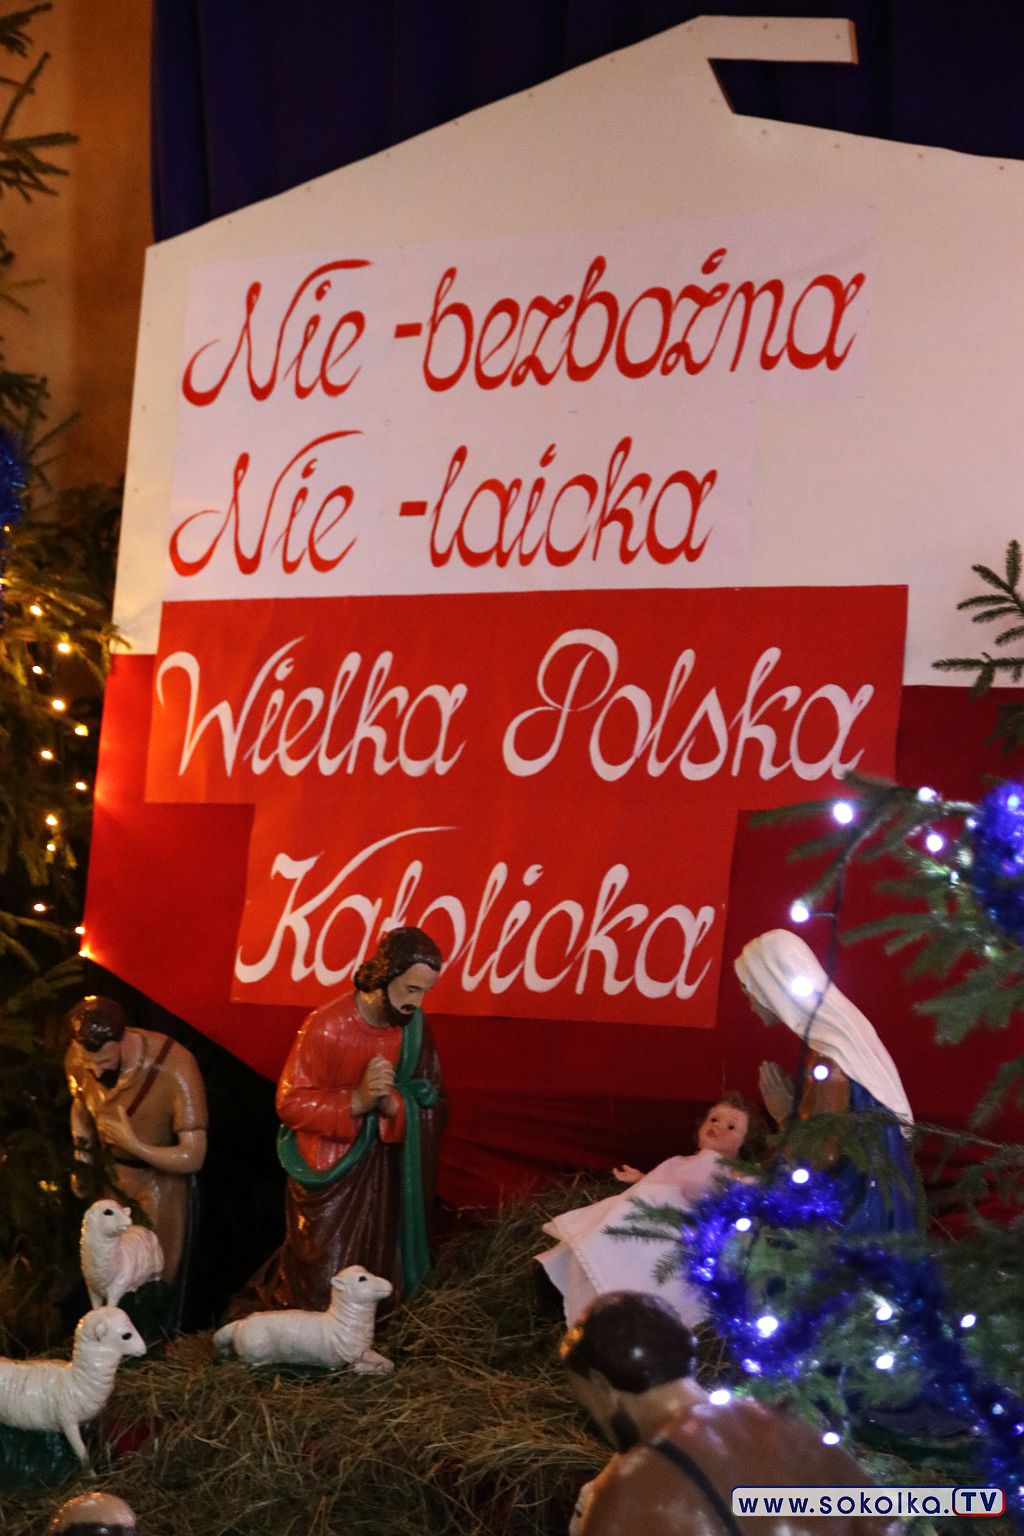 Nie -bezbożna
Nie -laicka
Wielka Polska
Katolicka
www.sokolka.TV